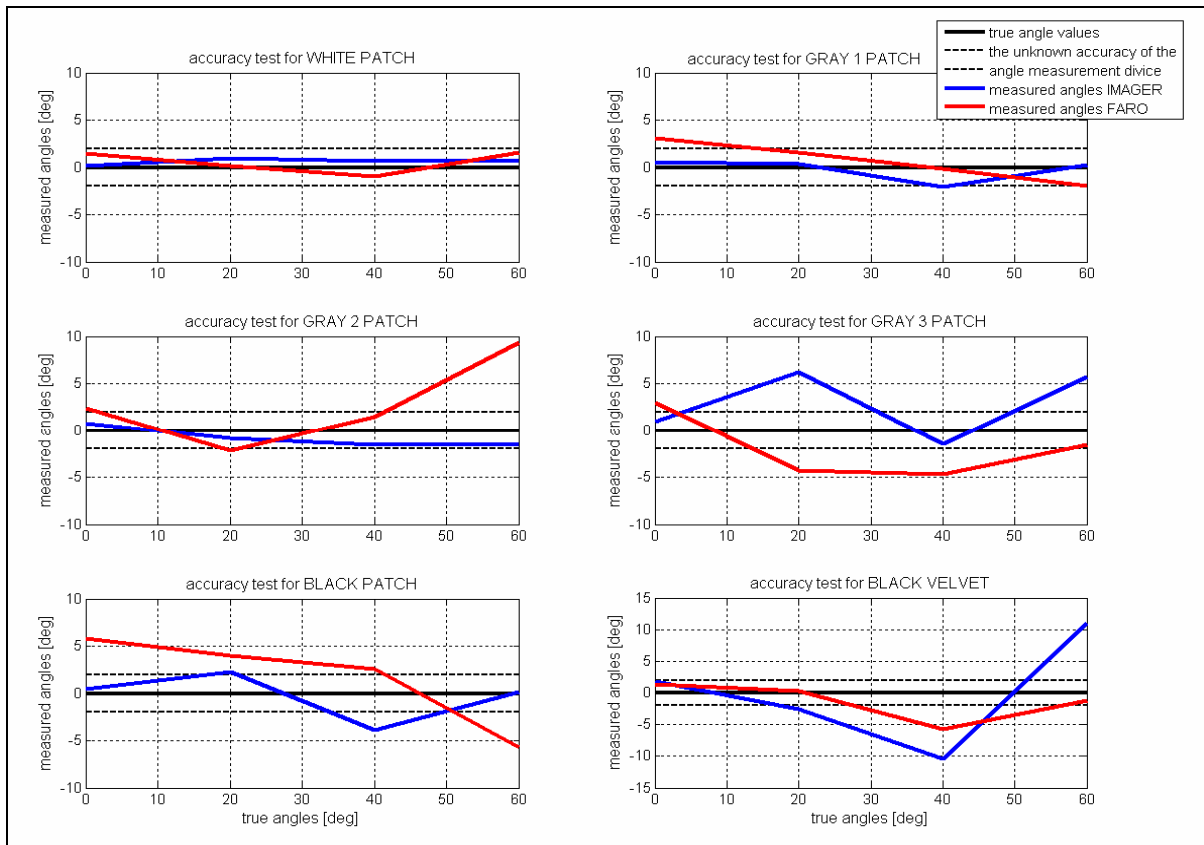 true angle values
the unknown accuracy of the
angle measurement divice
measured angles IMAGER
measured angles FARO
accuracy test for WHITE PATCH
measured angles [deg]
10
5
0
-5
-10
0 10 20 30 40 50 60
accuracy test for GRAY 1 PATCH
measured angles [deg]
10
5
0
-5
-10
0 10 20 30 40 50 60
accuracy test for GRAY 2 PATCH
measured angles [deg]
10
5
0
-5
-10
0 10 20 30 40 50 60
accuracy test for GRAY 3 PATCH
measured angles [deg]
10
5
0
-5
-10
0 10 20 30 40 50 60
accuracy test for BLACK PATCH
measured angles [deg]
10
5
0
-5
-10
0 10 20 30 40 50 60
true angles [deg]
accuracy test for BLACK VELVET
measured angles [deg]
15
10
5
0
-5
-10
-15
0 10 20 30 40 50 60
true angles [deg]